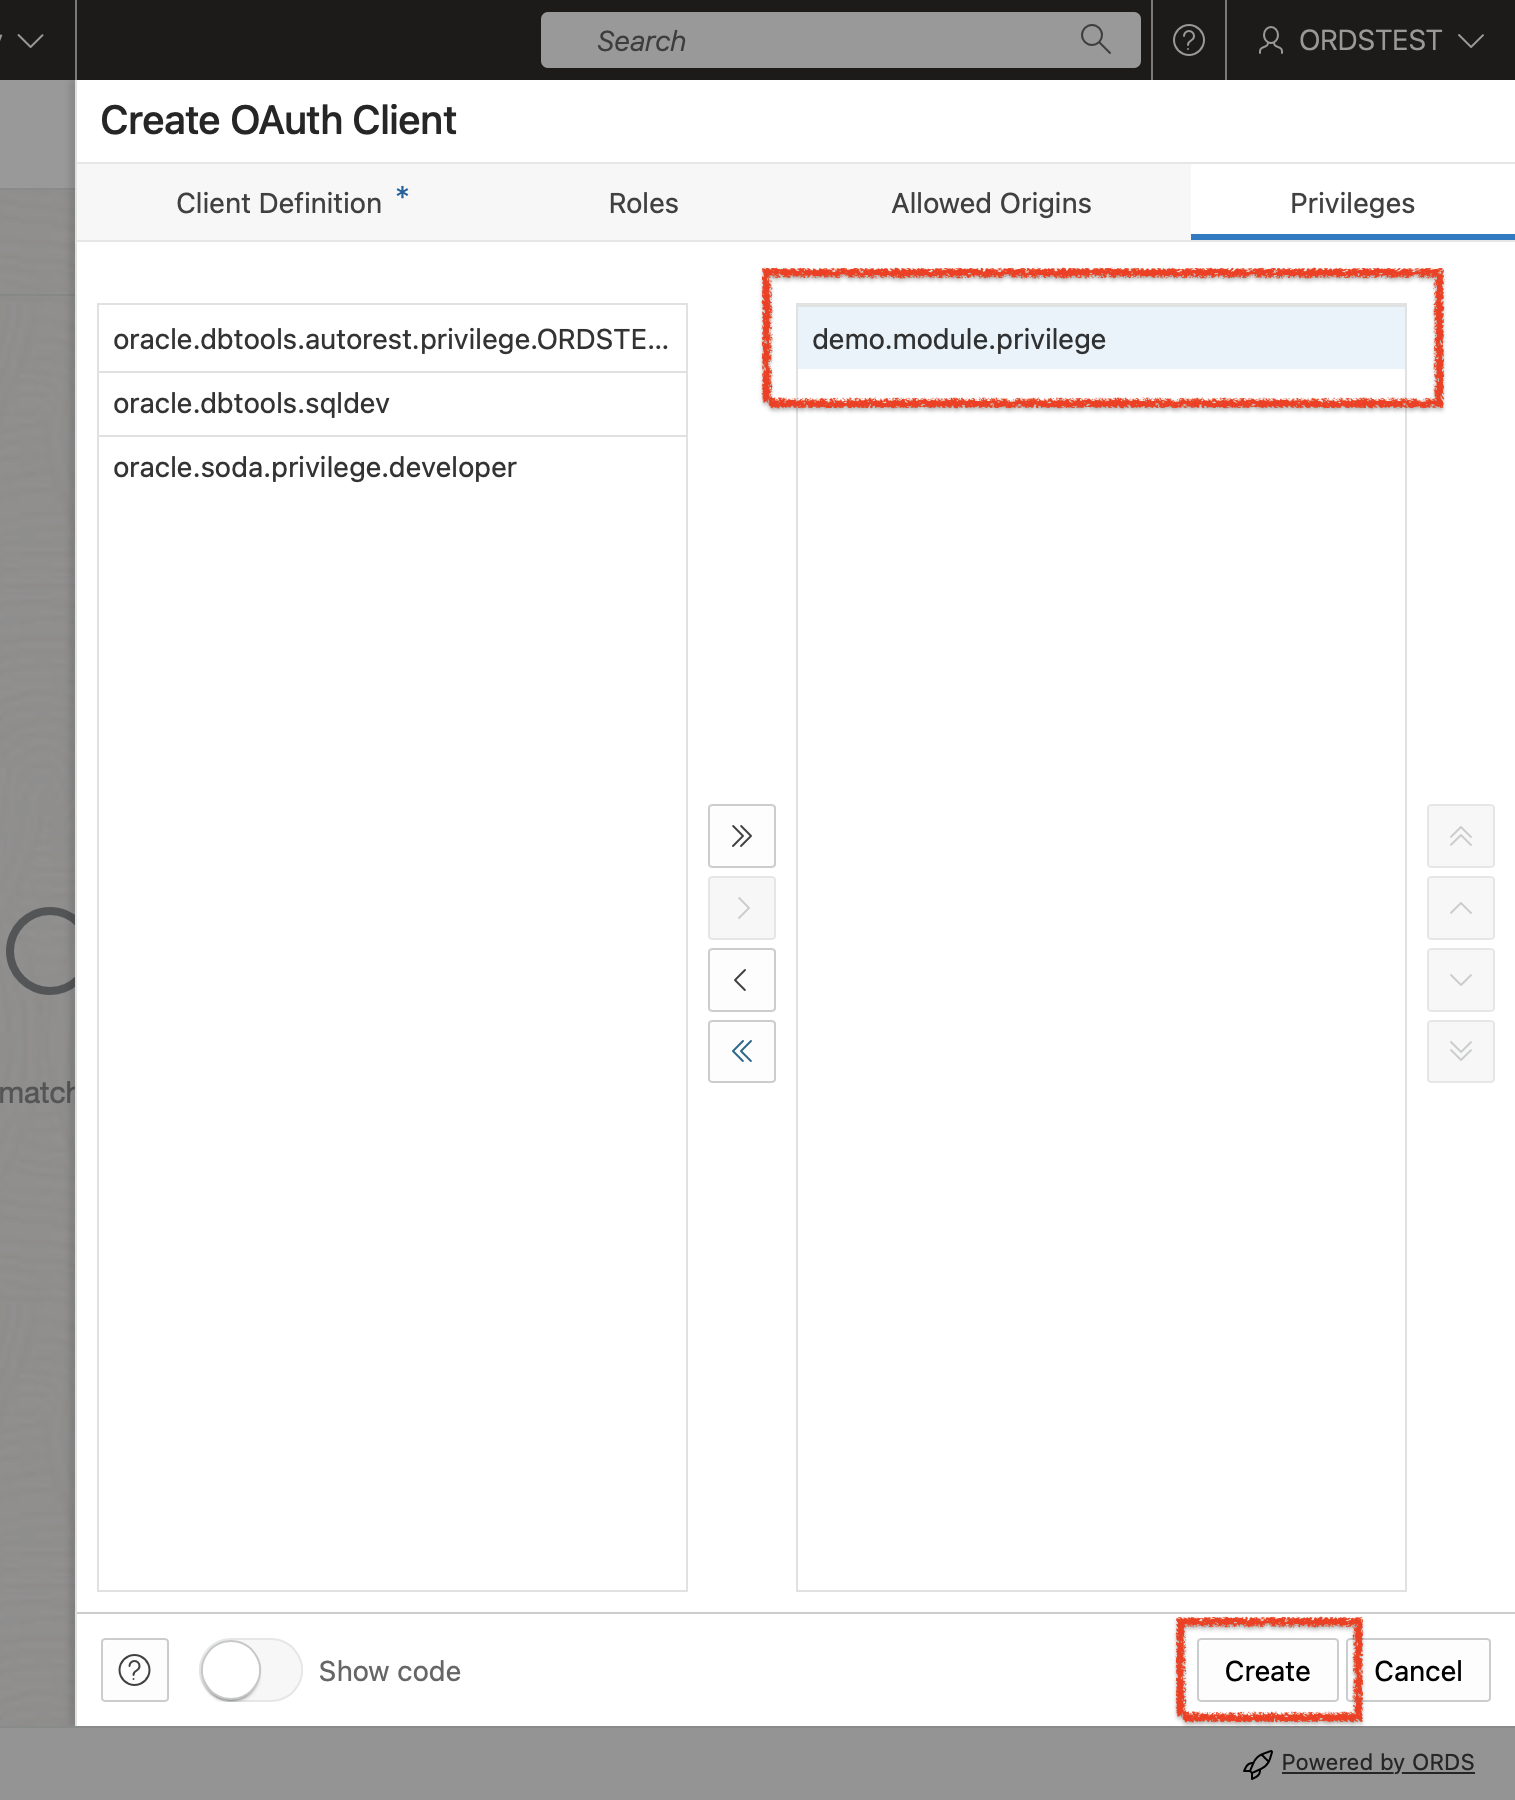 Search
ORDSTEST
Create OAuth Client
Client Definition *
Roles
Allowed Origins
Privileges
oracle.dbtools.autorest.privilege.ORDSTE...
oracle.dbtools.sqldev
oracle.soda.privilege.developer
demo.module.privilege
match
Show code
Create
Cancel
Powered by ORDS